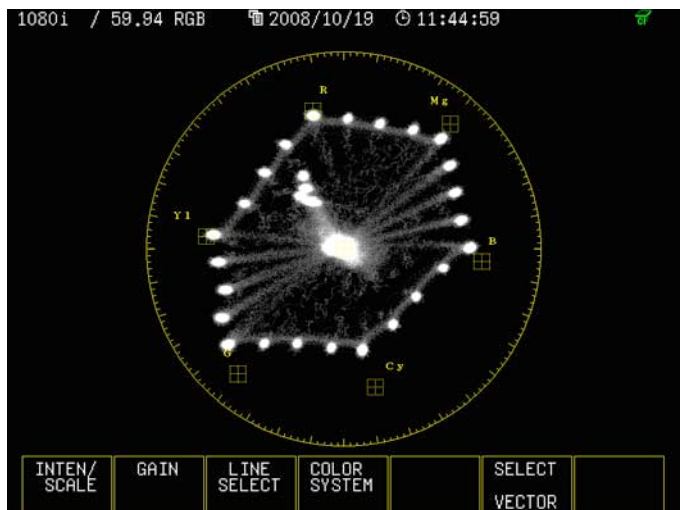 1080i / 59.94 RGB 2008/10/19 11:44:59
R
Mg
Yl
B
G
Cy
INTEN/
SCALE
GAIN
LINE
SELECT
COLOR
SYSTEM
SELECT
VECTOR